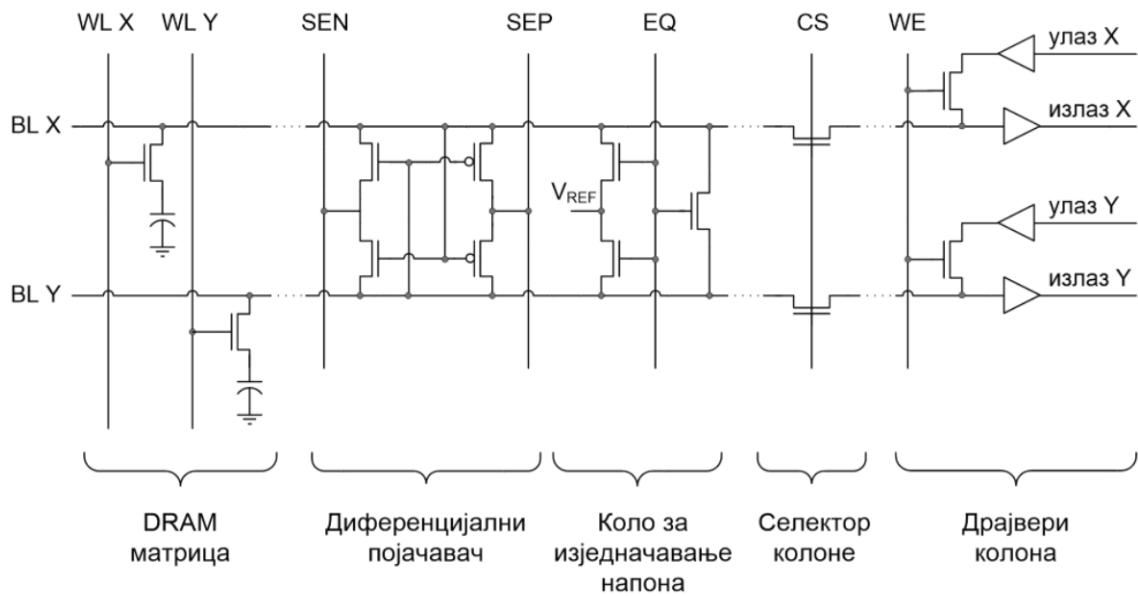 WL X WL Y SEN SEP EQ CS WE
улаз X
BL X
излаз X
VREF
улаз Y
BL Y
излаз Y
DRAM
матрица
Диференцијални
појачавач
Коло за
изједначавање
напона
Селектор
колоне
Драјвери
колона